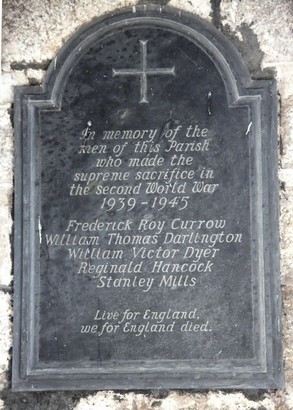 In memory of the
men of this Parish
who made the
supreme sacrifice in
the Second World War
1939-1945
Frederick Roy Currow
William Thomas Darlington
William Victor Dyer
Reginald Hancock
Stanley Mills
Live for England,
we for England died.